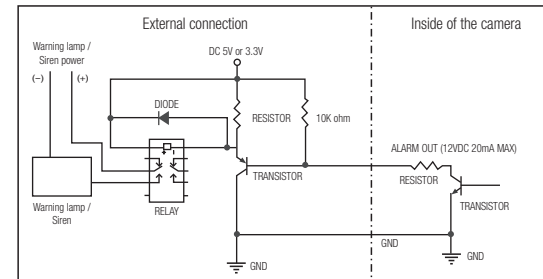 External connection
Inside of the camera
Warning lamp /
Siren power
(−)
(+)
DC 5V or 3.3V
DIODE
RESISTOR
10K ohm
+
−
ALARM OUT (12VDC 20mA MAX)
RESISTOR
TRANSISTOR
TRANSISTOR
Warning lamp /
Siren
RELAY
GND
GND
GND